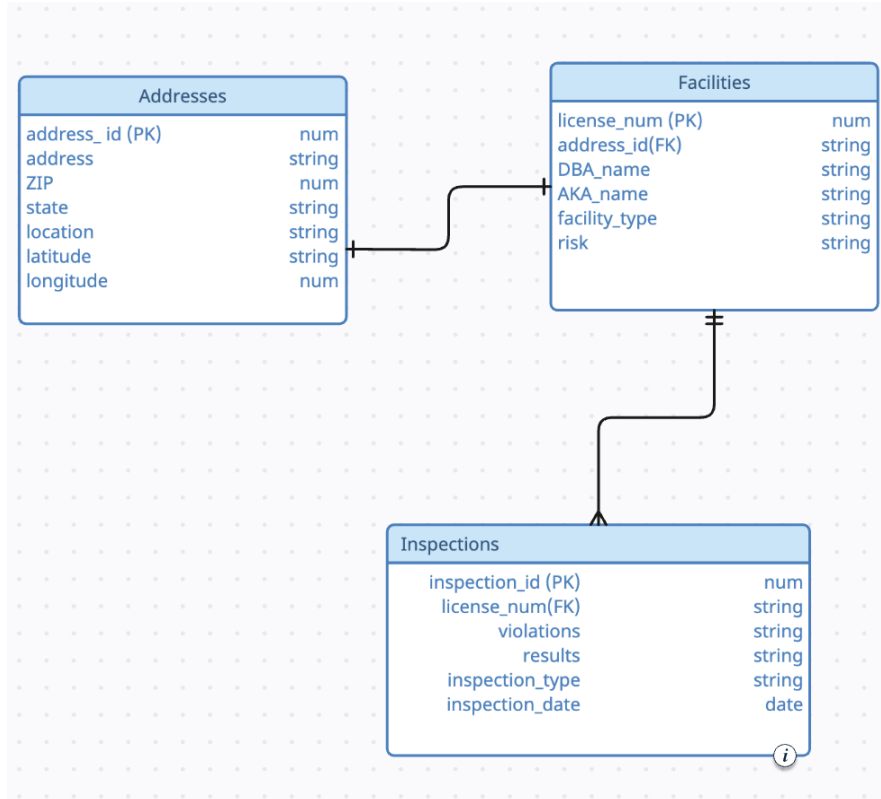 Addresses
address_ id (PK) num
address string
ZIP num
state string
location string
latitude string
longitude num
Facilities
license_num (PK) num
address_id(FK) string
DBA_name string
AKA_name string
facility_type string
risk string
Inspections
inspection_id (PK) num
license_num(FK) string
violations string
results string
inspection_type string
inspection_date date
i